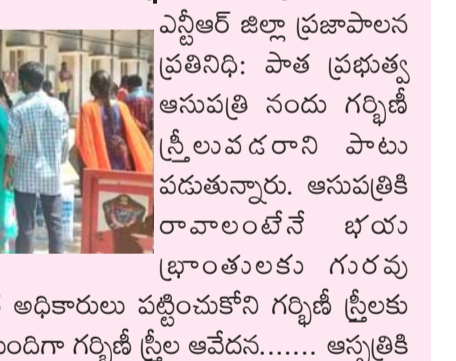 ఎన్టీఆర్ జిల్లా ప్రజాపాలన
ప్రతినిధి: పాత ప్రభుత్వ
ఆసుపత్రి నందు గర్భిణీ
స్త్రీలువడరాని పాటు
పడుతున్నారు. ఆసుపత్రికి
రావాలంటేనే భయ
భ్రాంతులకు గురవు
అధికారులు పట్టించుకోని గర్భిణీ స్త్రీలకు
గర్భిణీ స్త్రీల ఆవేదన....... ఆస్పత్రికి